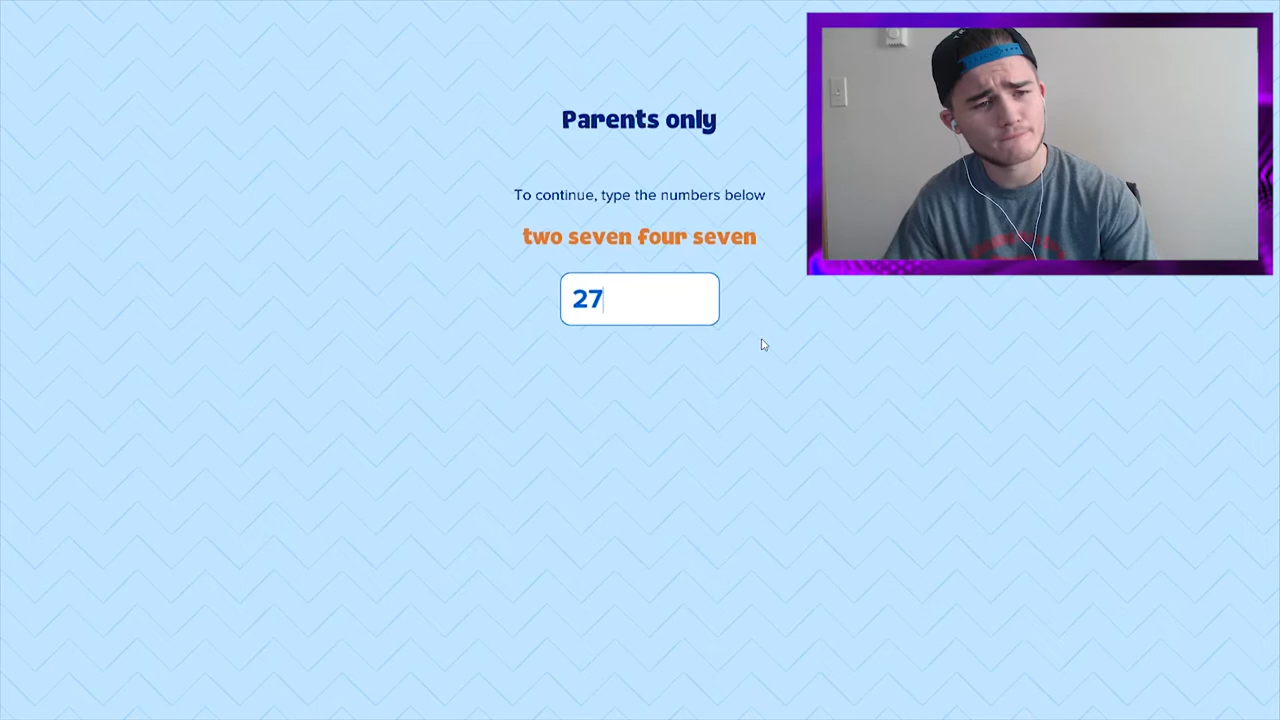 Parents only
To continue, type the numbers below
two seven four seven
27